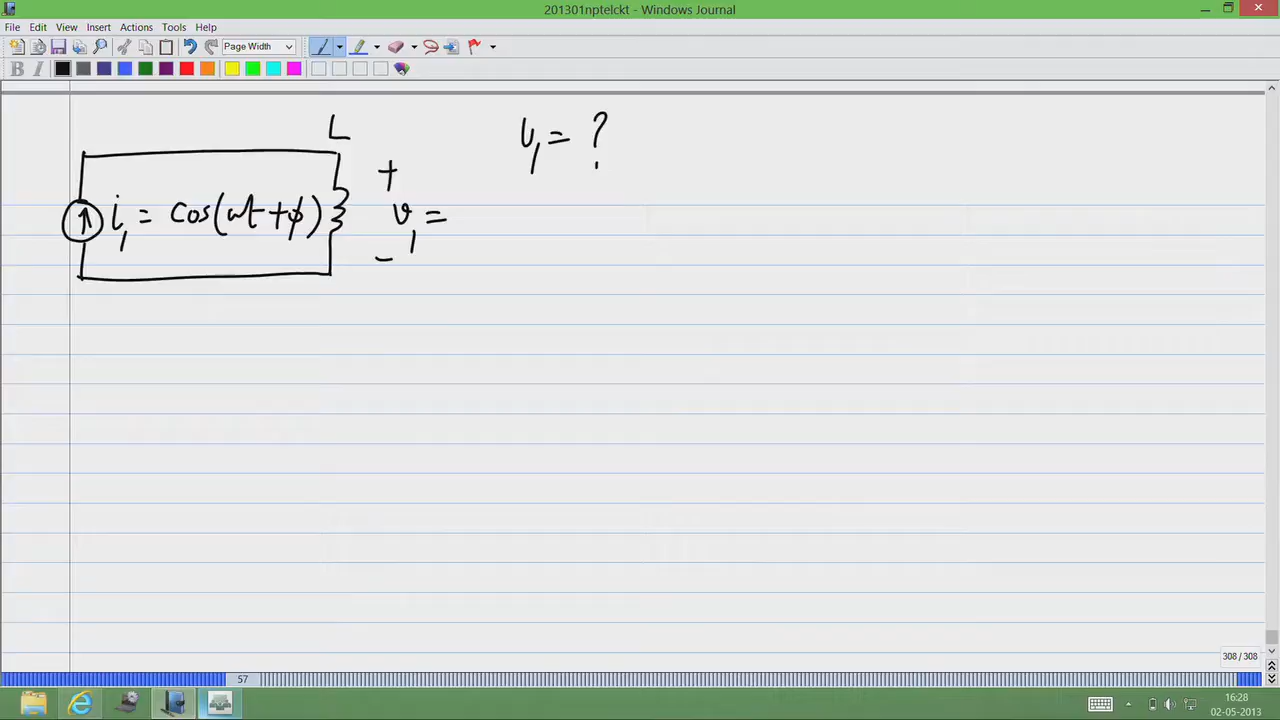 201301nptelckt - Windows Journal
File Edit View Insert Actions Tools Help
Page Width
B I
L
v₁ = ?
+
i₁ = cos(ωt + φ)
v₁ =
-
308 / 308
57
16:28
02-05-2013